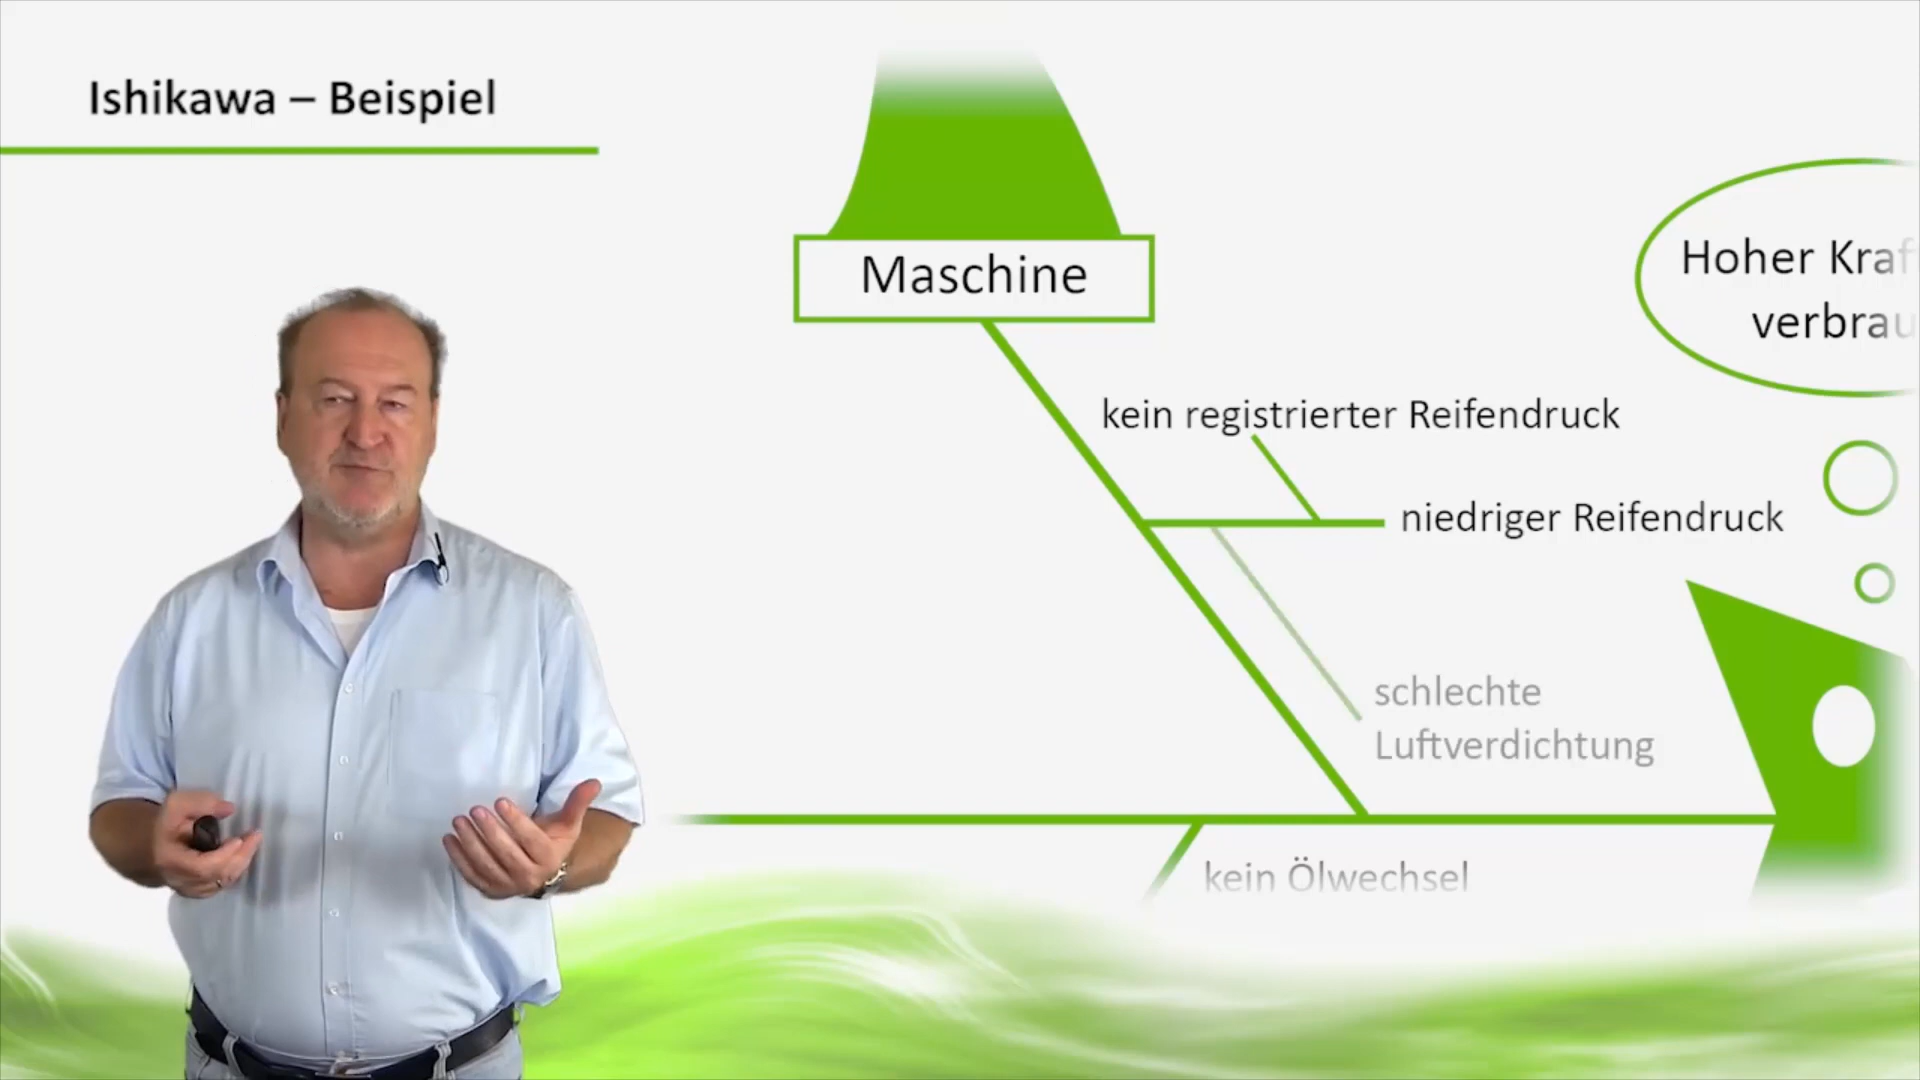 Ishikawa – Beispiel
Maschine
Hoher Kraf
verbrau
kein registrierter Reifendruck
niedriger Reifendruck
schlechte
Luftverdichtung
kein Ölwechsel